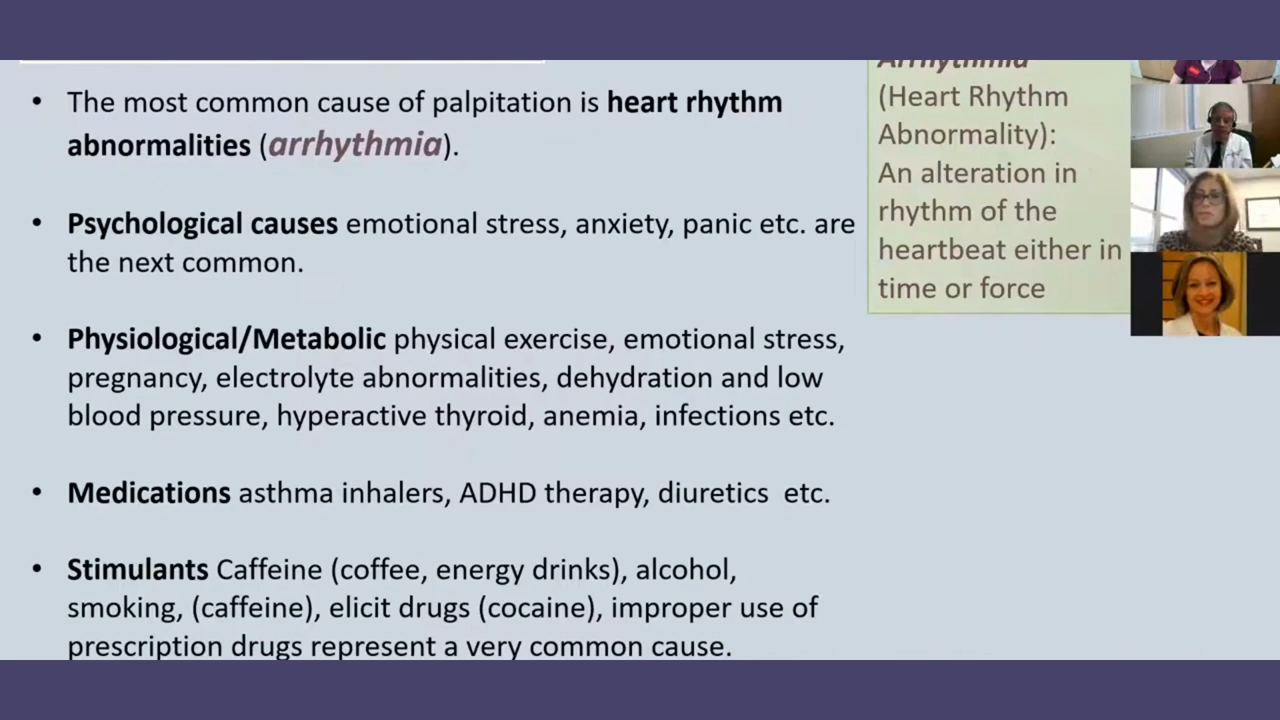 • The most common cause of palpitation is heart rhythm
abnormalities (arrhythmia).
• Psychological causes emotional stress, anxiety, panic etc. are
the next common.
• Physiological/Metabolic physical exercise, emotional stress,
pregnancy, electrolyte abnormalities, dehydration and low
blood pressure, hyperactive thyroid, anemia, infections etc.
• Medications asthma inhalers, ADHD therapy, diuretics  etc.
• Stimulants Caffeine (coffee, energy drinks), alcohol,
smoking, (caffeine), elicit drugs (cocaine), improper use of
prescription drugs represent a very common cause.
Arrhythmia
(Heart Rhythm
Abnormality):
An alteration in
rhythm of the
heartbeat either in
time or force